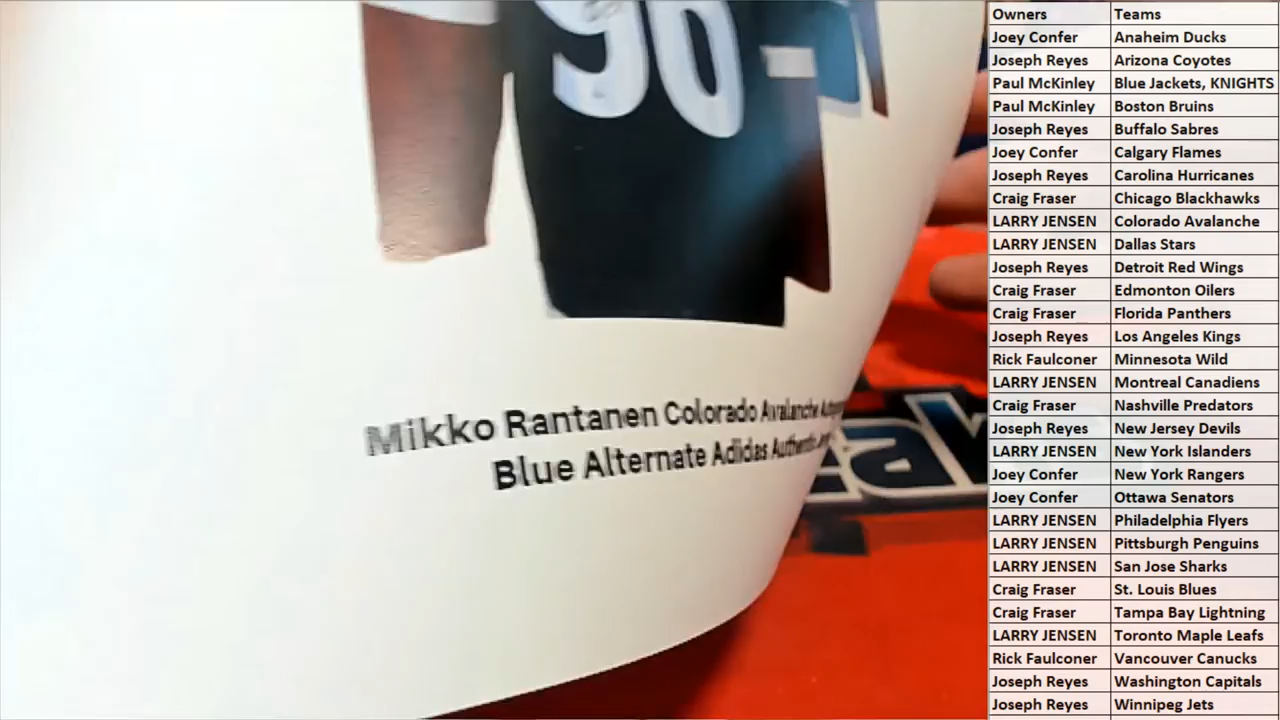 96
Mikko Rantanen Colorado Avalanche
Blue Alternate Adidas Authentic
Owners Teams
Joey Confer Anaheim Ducks
Joseph Reyes Arizona Coyotes
Paul McKinley Blue Jackets, KNIGHTS
Paul McKinley Boston Bruins
Joseph Reyes Buffalo Sabres
Joey Confer Calgary Flames
Joseph Reyes Carolina Hurricanes
Craig Fraser Chicago Blackhawks
LARRY JENSEN Colorado Avalanche
LARRY JENSEN Dallas Stars
Joseph Reyes Detroit Red Wings
Craig Fraser Edmonton Oilers
Craig Fraser Florida Panthers
Joseph Reyes Los Angeles Kings
Rick Faulconer Minnesota Wild
LARRY JENSEN Montreal Canadiens
Craig Fraser Nashville Predators
Joseph Reyes New Jersey Devils
LARRY JENSEN New York Islanders
Joey Confer New York Rangers
Joey Confer Ottawa Senators
LARRY JENSEN Philadelphia Flyers
LARRY JENSEN Pittsburgh Penguins
LARRY JENSEN San Jose Sharks
Craig Fraser St. Louis Blues
Craig Fraser Tampa Bay Lightning
LARRY JENSEN Toronto Maple Leafs
Rick Faulconer Vancouver Canucks
Joseph Reyes Washington Capitals
Joseph Reyes Winnipeg Jets